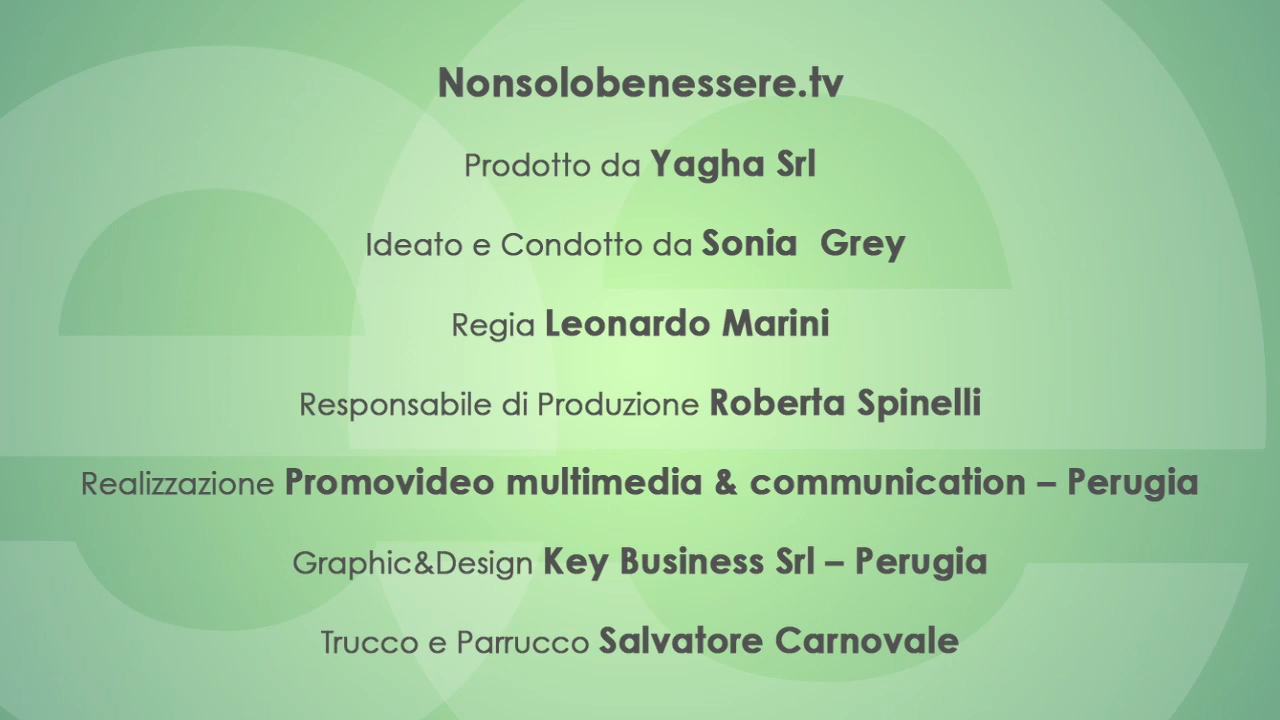 Nonsolobenessere.tv
Prodotto da Yagha Srl
Ideato e Condotto da Sonia  Grey
Regia Leonardo Marini
Responsabile di Produzione Roberta Spinelli
Realizzazione Promovideo multimedia & communication – Perugia
Graphic&Design Key Business Srl – Perugia
Trucco e Parrucco Salvatore Carnovale